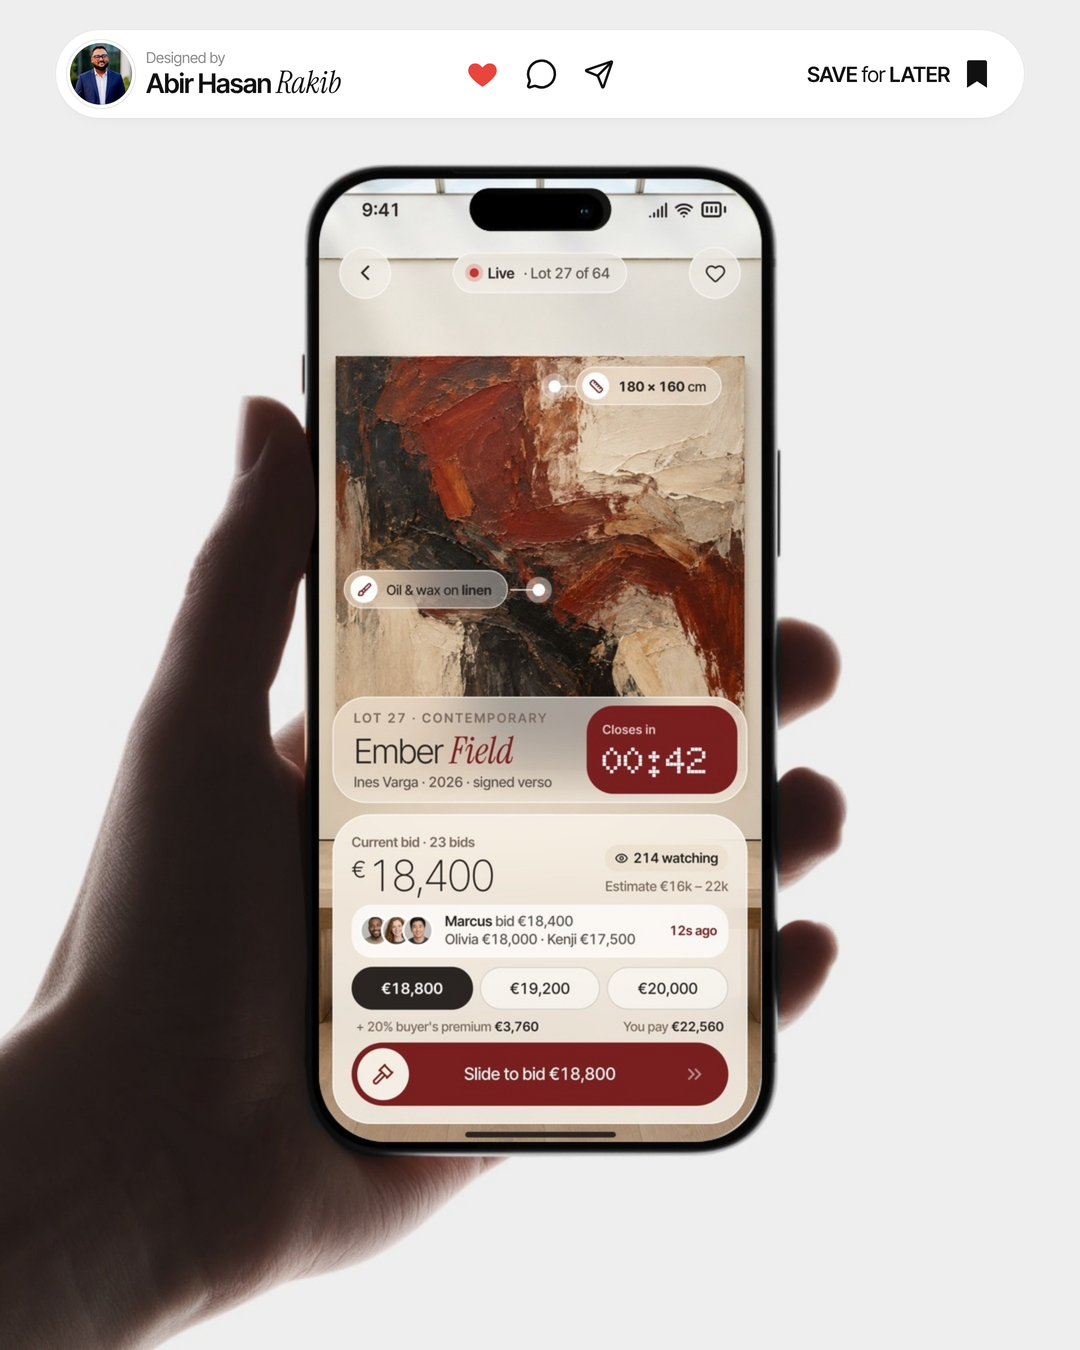 Designed by
Abir Hasan Rakib
SAVE for LATER
9:41
Live · Lot 27 of 64
180 × 160 cm
Oil & wax on linen
LOT 27 · CONTEMPORARY
Ember Field
Ines Varga · 2026 · signed verso
Closes in
00:42
Current bid · 23 bids
€18,400
214 watching
Estimate €16k – 22k
Marcus bid €18,400
Olivia €18,000 · Kenji €17,500
12s ago
€18,800
€19,200
€20,000
+ 20% buyer's premium €3,760
You pay €22,560
Slide to bid €18,800